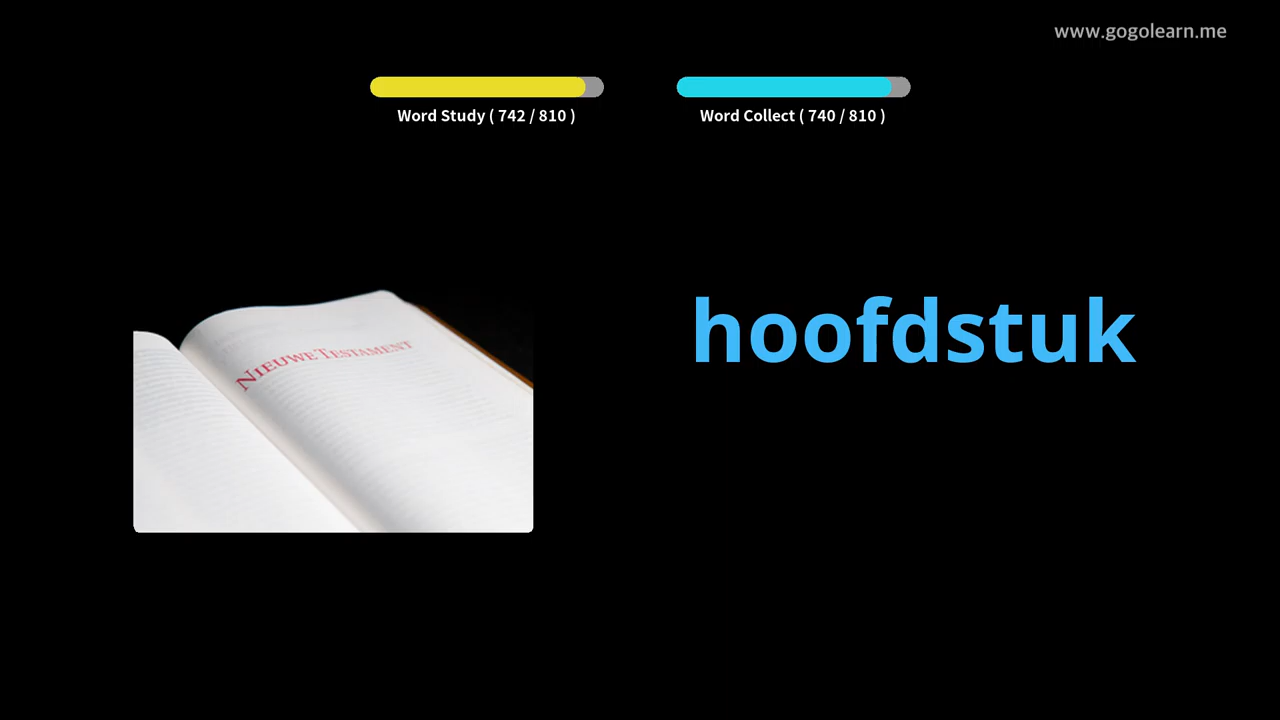 www.gogolearn.me
Word Study ( 742 / 810 )
Word Collect ( 740 / 810 )
NIEUWE TESTAMENT
hoofdstuk